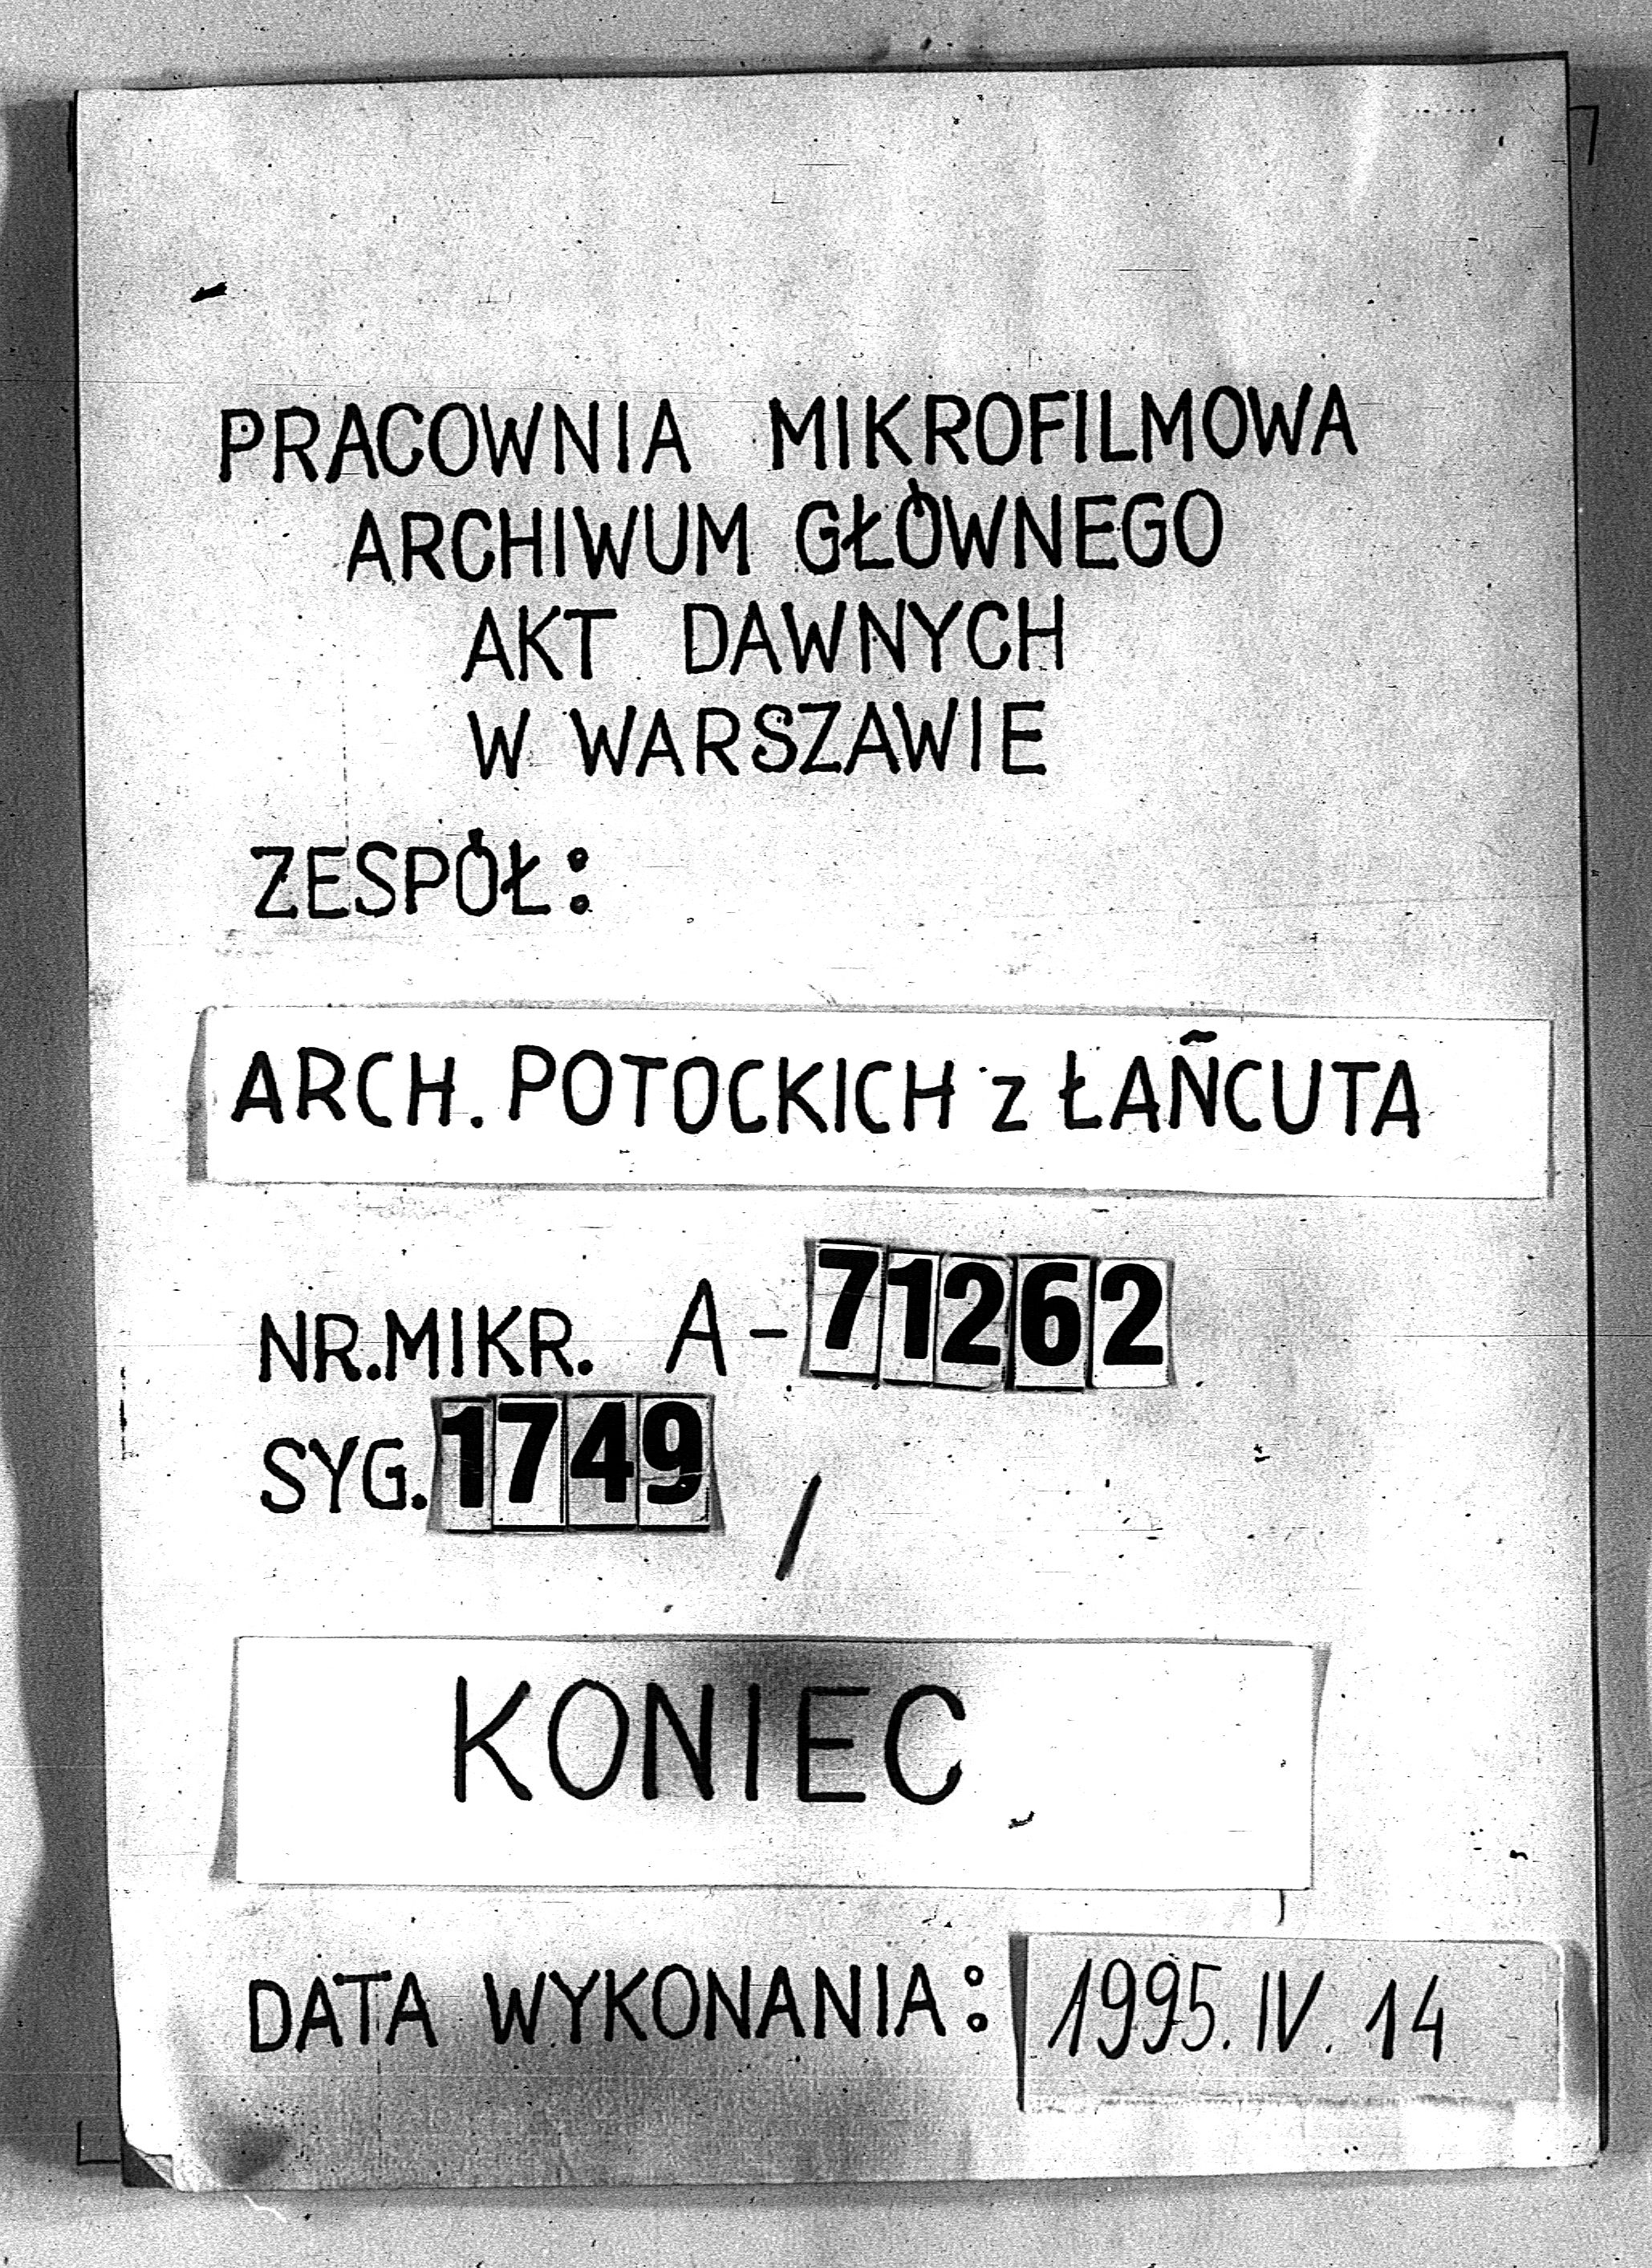 PRACOWNIA MIKROFILMOWA
ARCHIWUM GŁÓWNEGO
AKT DAWNYCH
W WARSZAWIE
ZESPÓŁ:
ARCH. POTOCKICH z ŁAŃCUTA
NR.MIKR. A-71262
SYG. 1749 /
KONIEC
DATA WYKONANIA: 1995. IV. 14